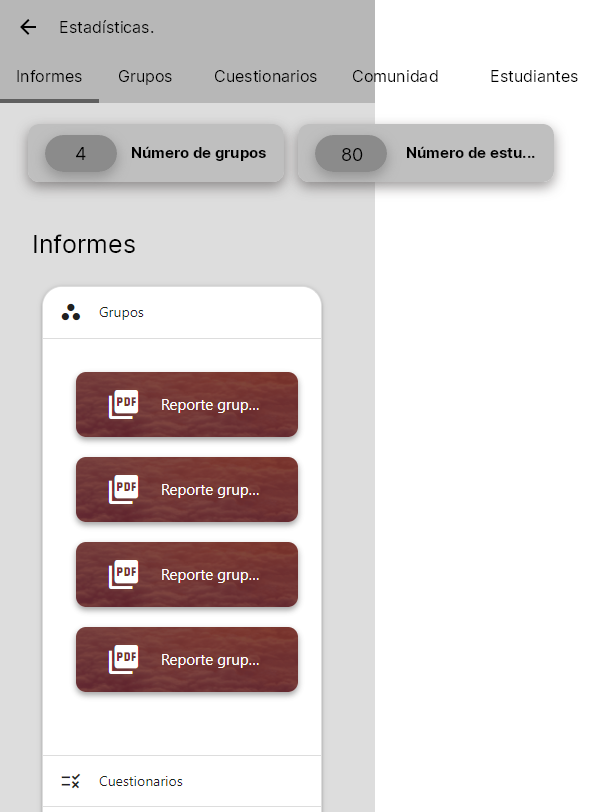 Estadísticas.
Informes Grupos Cuestionarios Comunidad Estudiantes
4 Número de grupos 80 Número de estu...
Informes
Grupos
PDF Reporte grup...
PDF Reporte grup...
PDF Reporte grup...
PDF Reporte grup...
Cuestionarios